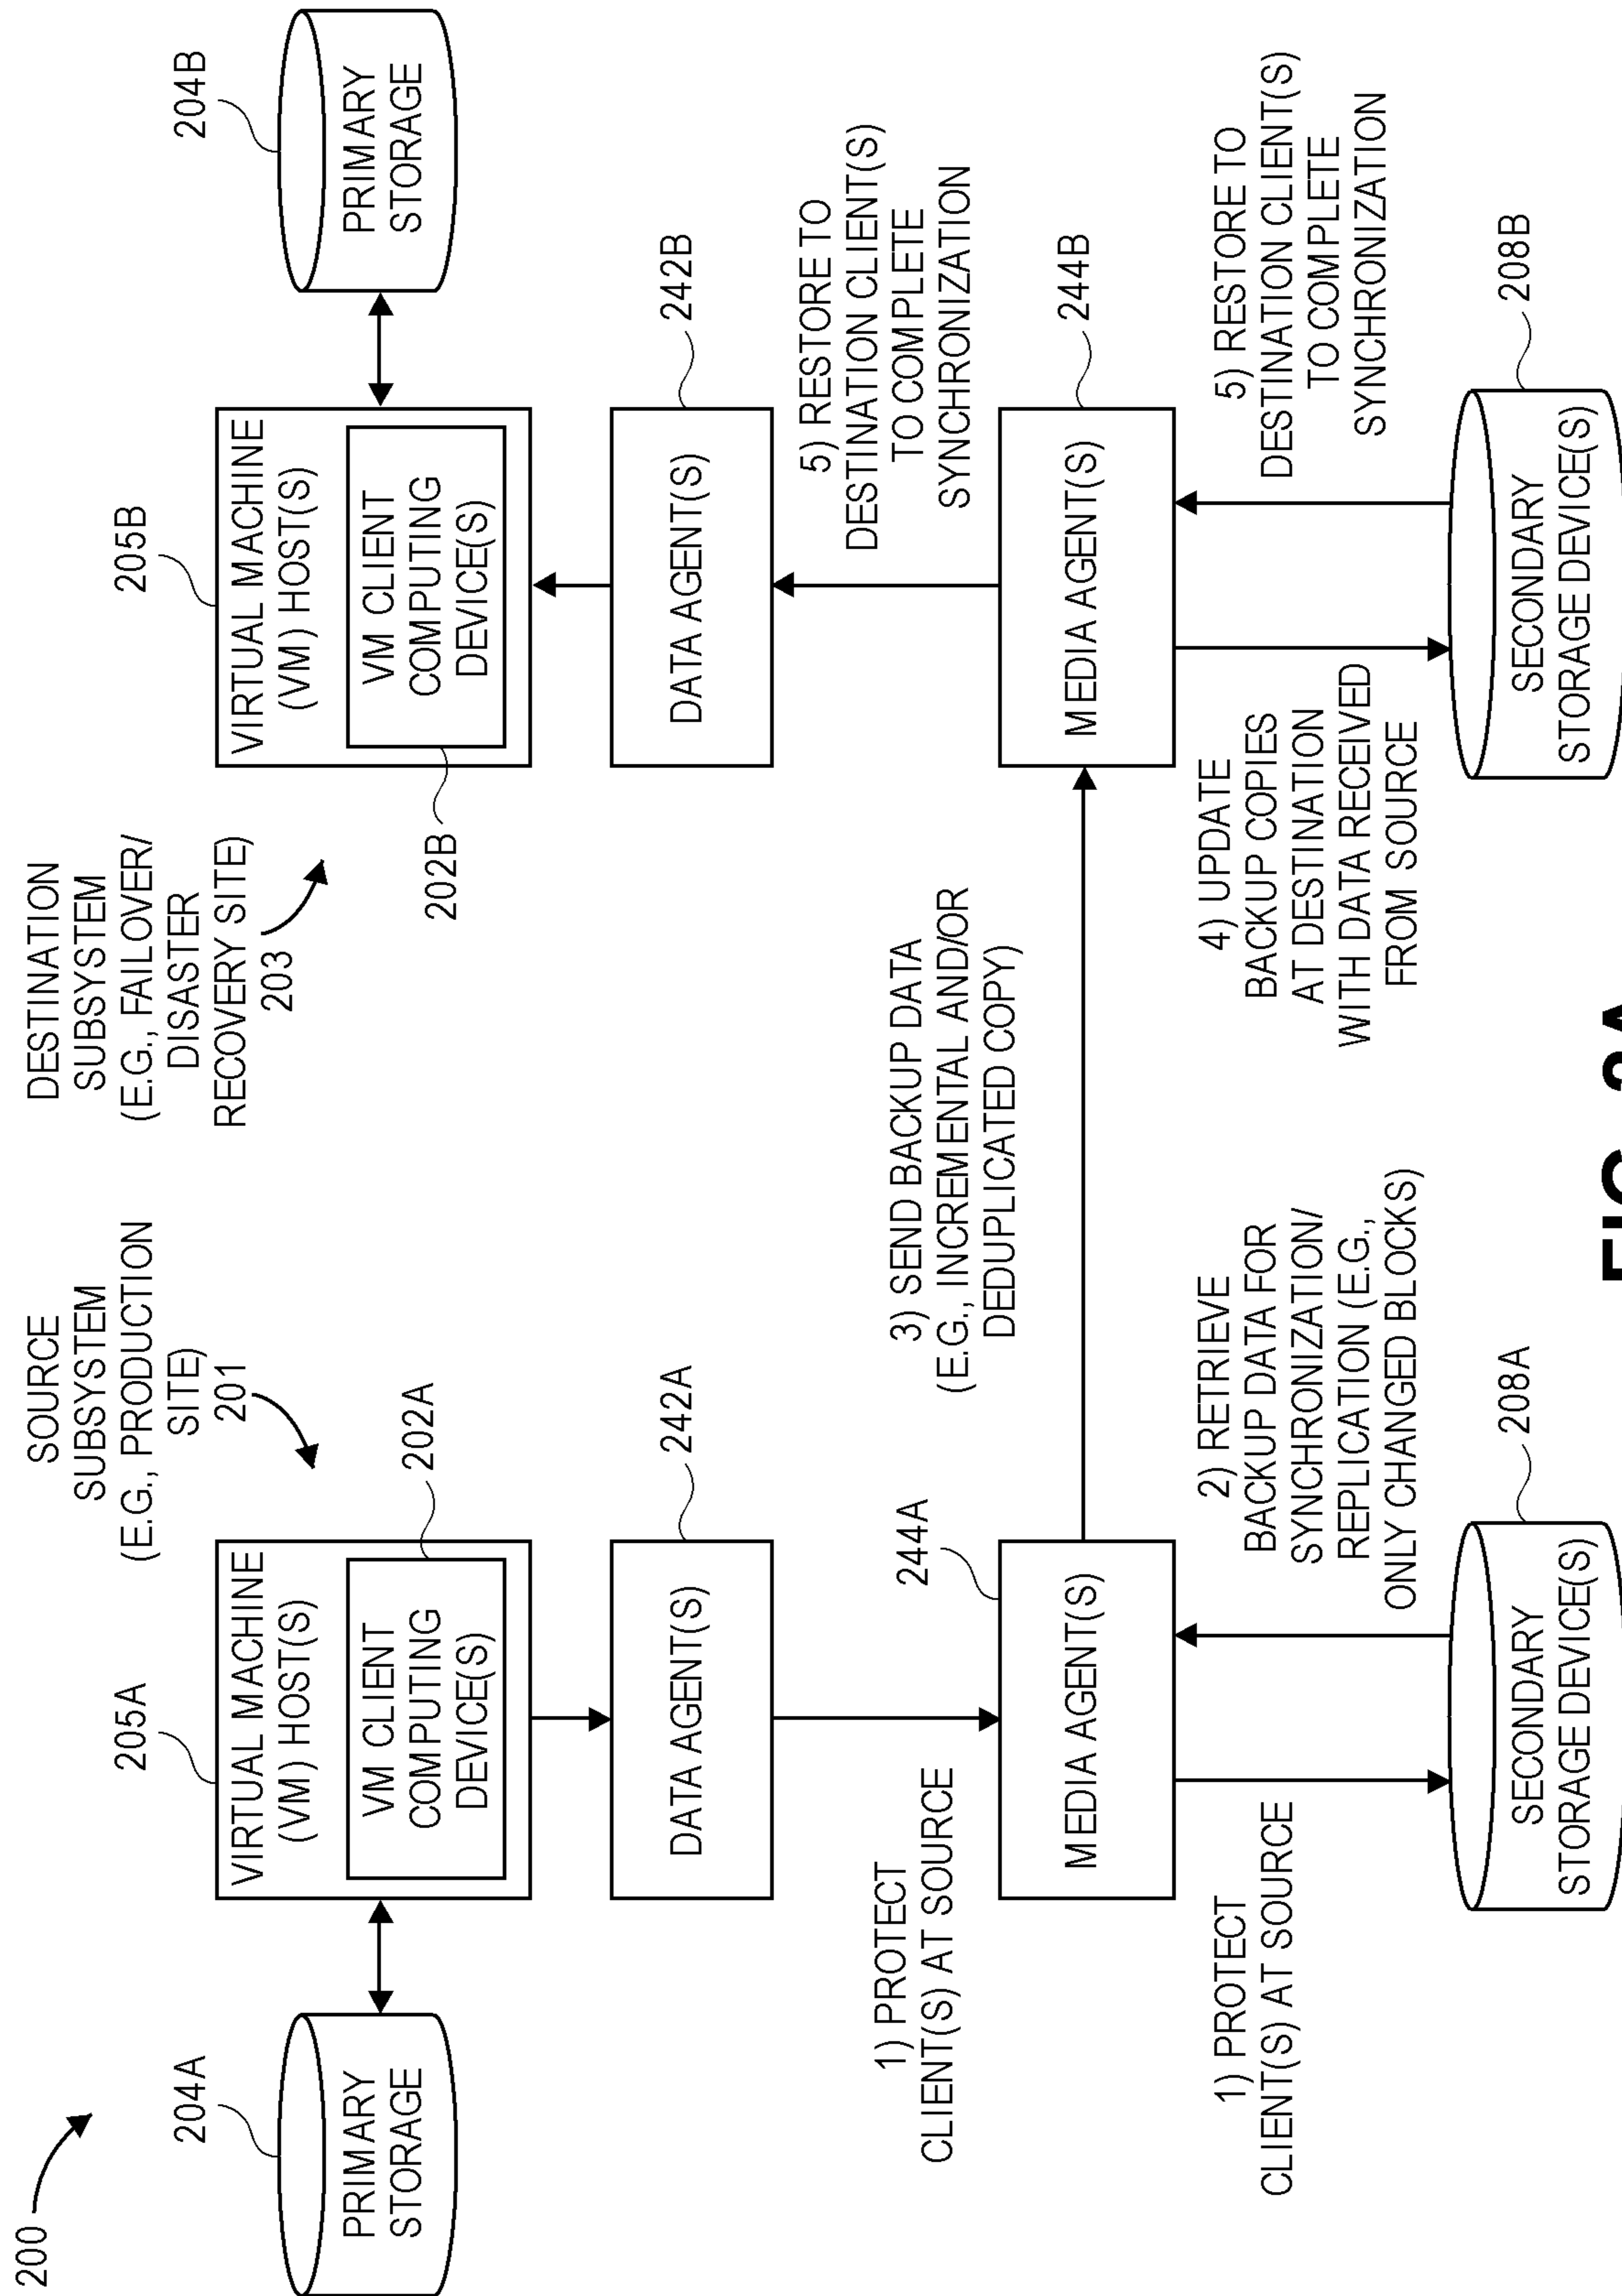 200
SOURCE
SUBSYSTEM
(E.G., PRODUCTION
SITE)
201
DESTINATION
SUBSYSTEM
(E.G., FAILOVER/
DISASTER
RECOVERY SITE)
203
204A
PRIMARY
STORAGE
205A
VIRTUAL MACHINE
(VM) HOST(S)
VM CLIENT
COMPUTING
DEVICE(S)
202A
205B
VIRTUAL MACHINE
(VM) HOST(S)
VM CLIENT
COMPUTING
DEVICE(S)
202B
204B
PRIMARY
STORAGE
DATA AGENT(S)
242A
DATA AGENT(S)
242B
1) PROTECT
CLIENT(S) AT SOURCE
3) SEND BACKUP DATA
(E.G., INCREMENTAL AND/OR
DEDUPLICATED COPY)
5) RESTORE TO
DESTINATION CLIENT(S)
TO COMPLETE
SYNCHRONIZATION
244A
MEDIA AGENT(S)
MEDIA AGENT(S)
244B
1) PROTECT
CLIENT(S) AT SOURCE
2) RETRIEVE
BACKUP DATA FOR
SYNCHRONIZATION/
REPLICATION (E.G.,
ONLY CHANGED BLOCKS)
4) UPDATE
BACKUP COPIES
AT DESTINATION
WITH DATA RECEIVED
FROM SOURCE
5) RESTORE TO
DESTINATION CLIENT(S)
TO COMPLETE
SYNCHRONIZATION
SECONDARY
STORAGE DEVICE(S)
208A
SECONDARY
STORAGE DEVICE(S)
208B